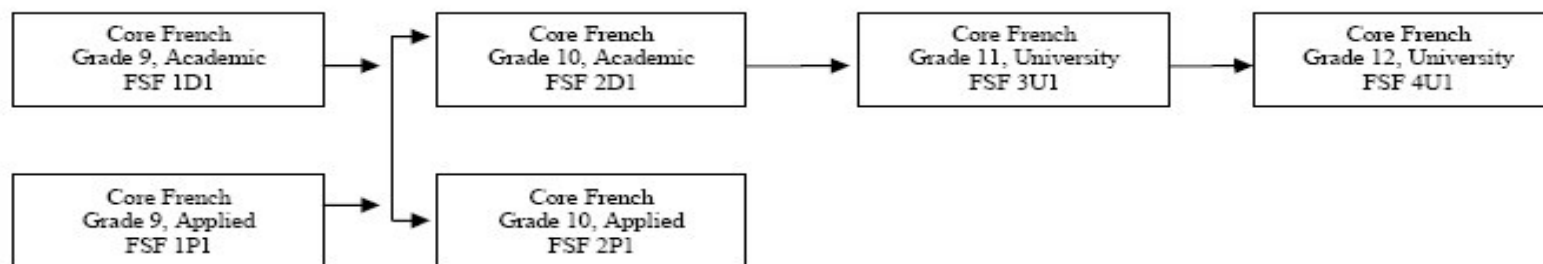 Core French
Grade 9, Academic
FSF 1D1
Core French
Grade 10, Academic
FSF 2D1
Core French
Grade 11, University
FSF 3U1
Core French
Grade 12, University
FSF 4U1
Core French
Grade 9, Applied
FSF 1P1
Core French
Grade 10, Applied
FSF 2P1